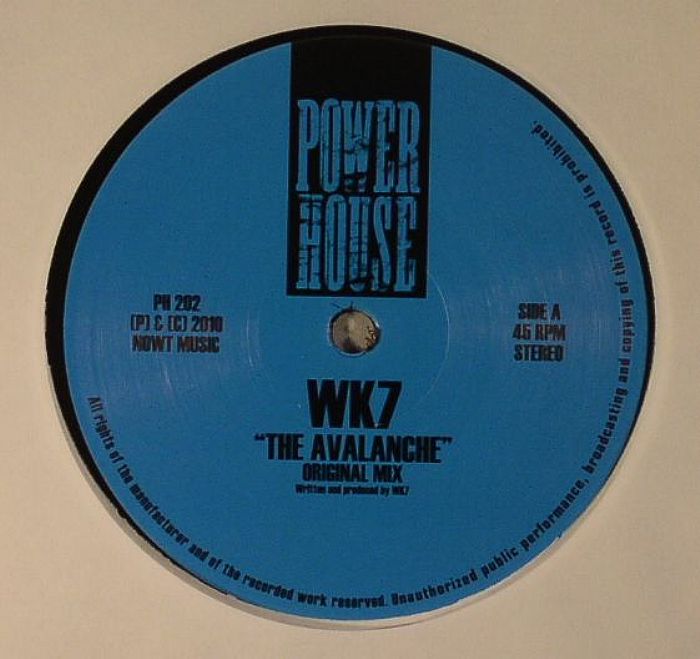 POWER
HOUSE
PH 202
(P) & (C) 2010
NOWT MUSIC
SIDE A
45 RPM
STEREO
WK7
"THE AVALANCHE"
ORIGINAL MIX
Written and produced by WK7
All rights of the manufacturer and of the recorded work reserved. Unauthorized public performance, broadcasting and copying of this record is prohibited.